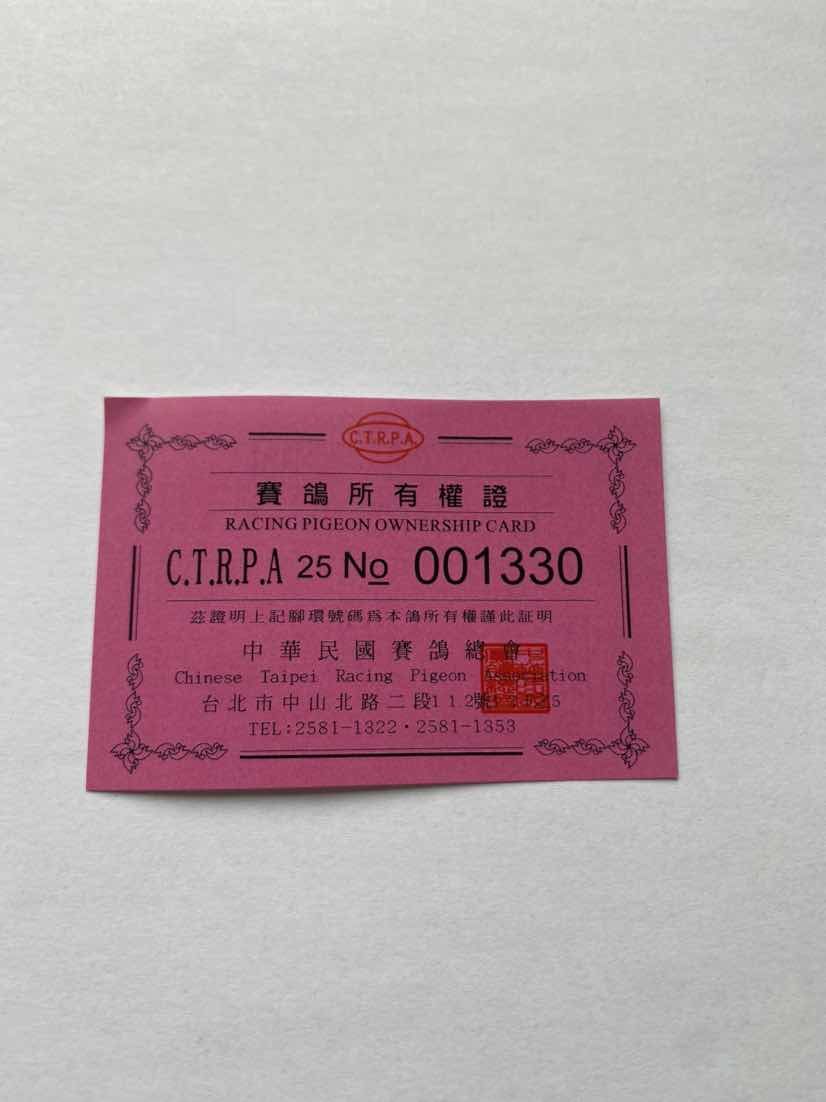 C.T.R.P.A.
賽鴿所有權證
RACING PIGEON OWNERSHIP CARD
C.T.R.P.A 25 No 001330
茲證明上記腳環號碼爲本鴿所有權謹此証明
中華民國賽鴿總會
Chinese Taipei Racing Pigeon Association
台北市中山北路二段11.2號
TEL:2581-1322·2581-1353